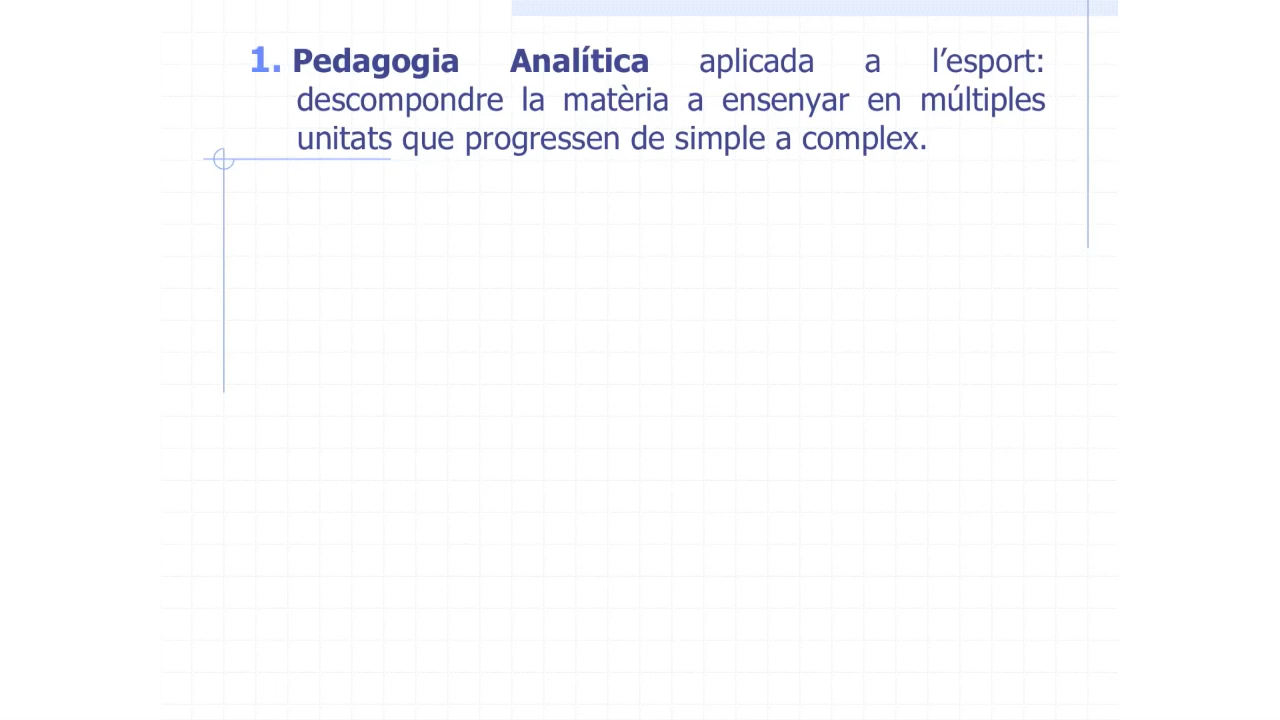 1. Pedagogia Analítica aplicada a l’esport:
descompondre la matèria a ensenyar en múltiples
unitats que progressen de simple a complex.